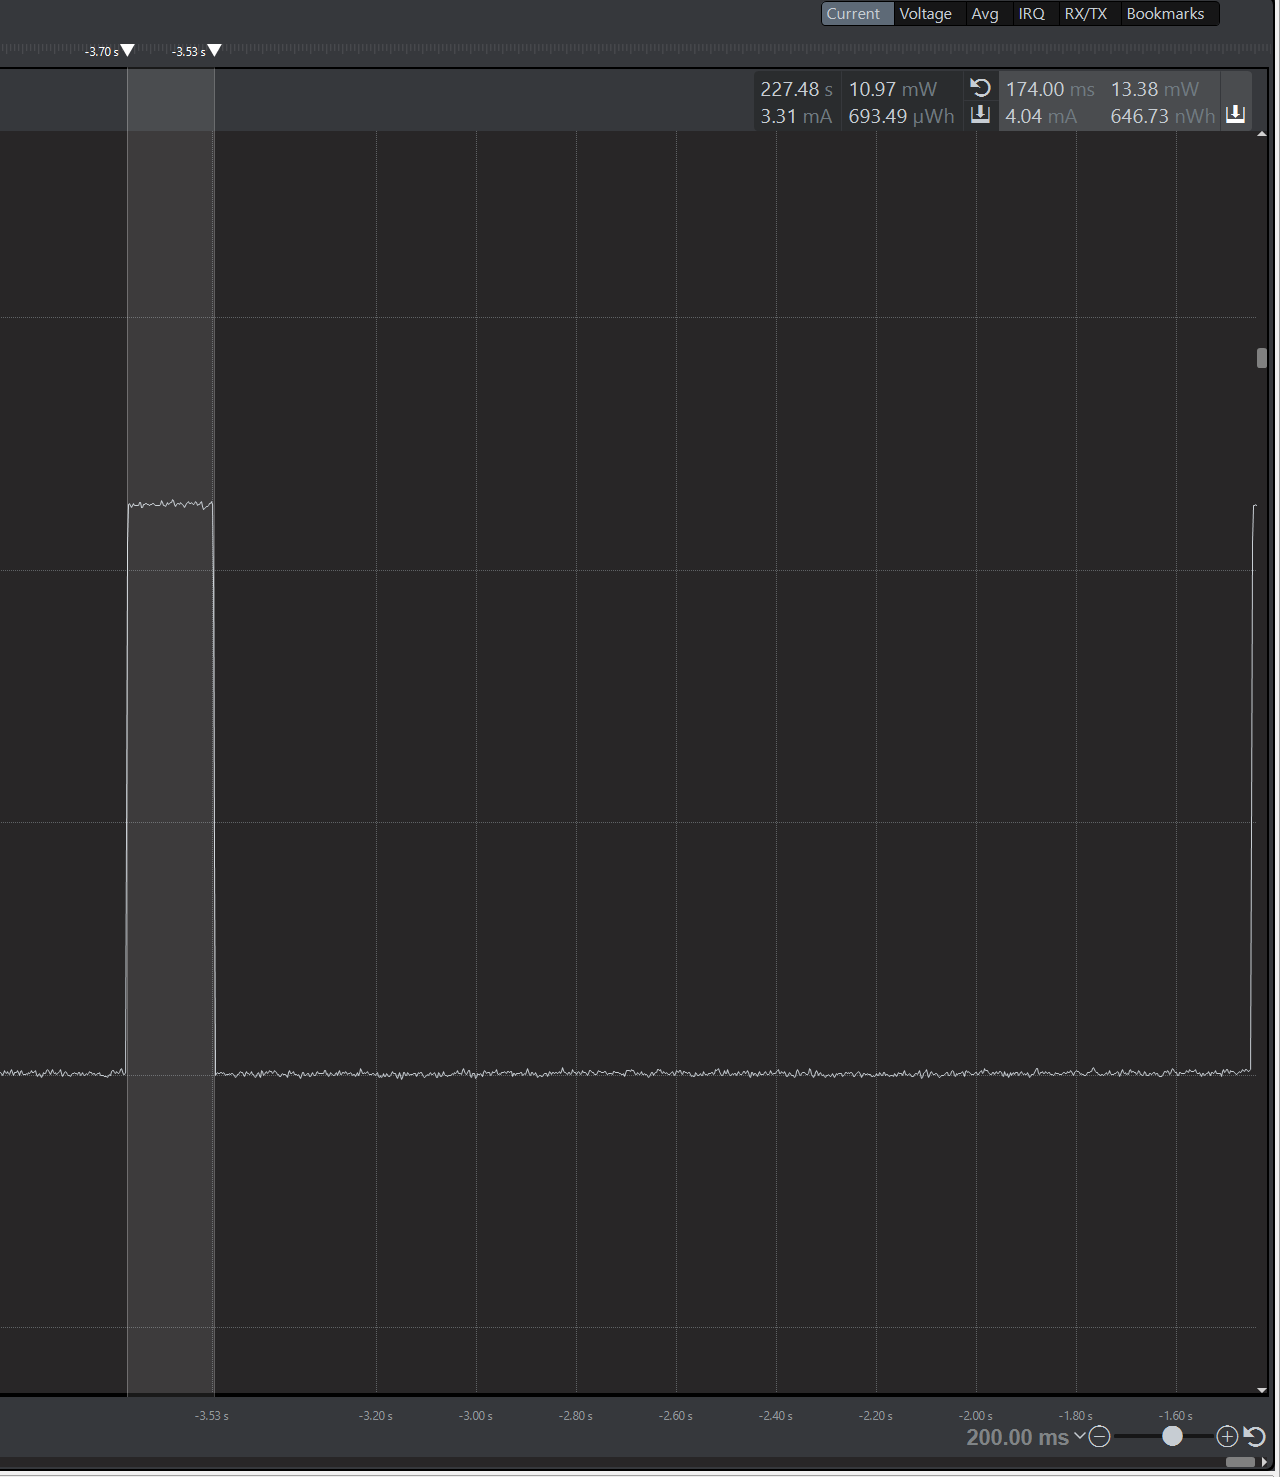 Current Voltage Avg IRQ RX/TX Bookmarks
-3.70 s -3.53 s
227.48 s 10.97 mW 174.00 ms 13.38 mW
3.31 mA 693.49 µWh 4.04 mA 646.73 nWh
-3.53 s -3.20 s -3.00 s -2.80 s -2.60 s -2.40 s -2.20 s -2.00 s -1.80 s -1.60 s
200.00 ms